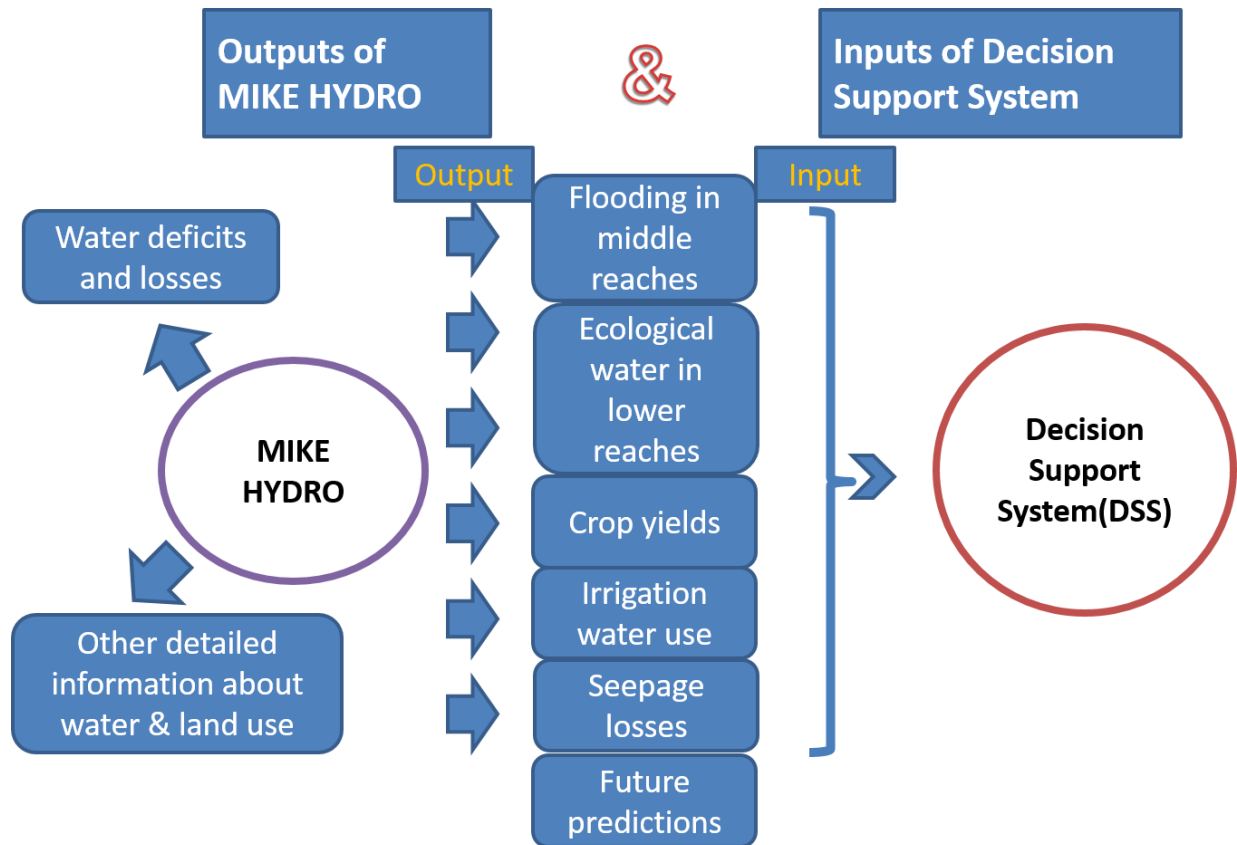 Outputs of
MIKE HYDRO
&
Inputs of Decision
Support System
Output
Input
Water deficits
and losses
MIKE
HYDRO
Other detailed
information about
water & land use
Flooding in
middle
reaches
Ecological
water in
lower
reaches
Crop yields
Irrigation
water use
Seepage
losses
Future
predictions
Decision
Support
System(DSS)